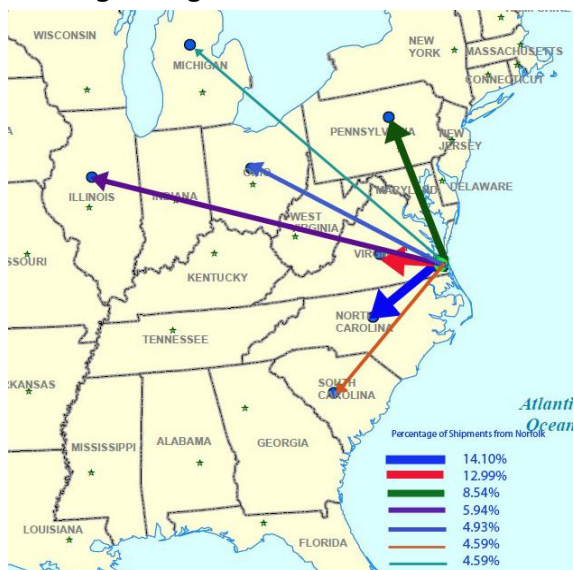 WISCONSIN
MICHIGAN
NEW
YORK
MASSACHUSETTS
CONNECTICUT
PENNSYLVANIA
NEW
JERSEY
OHIO
MARYLAND
DELAWARE
ILLINOIS
INDIANA
WEST
VIRGINIA
VIRGINIA
KENTUCKY
NORTH
CAROLINA
TENNESSEE
SOUTH
CAROLINA
MISSISSIPPI
ALABAMA
GEORGIA
LOUISIANA
FLORIDA
Ocean
Percentage of Shipments from Norfolk
14.10%
12.99%
8.54%
5.94%
4.93%
4.59%
4.59%